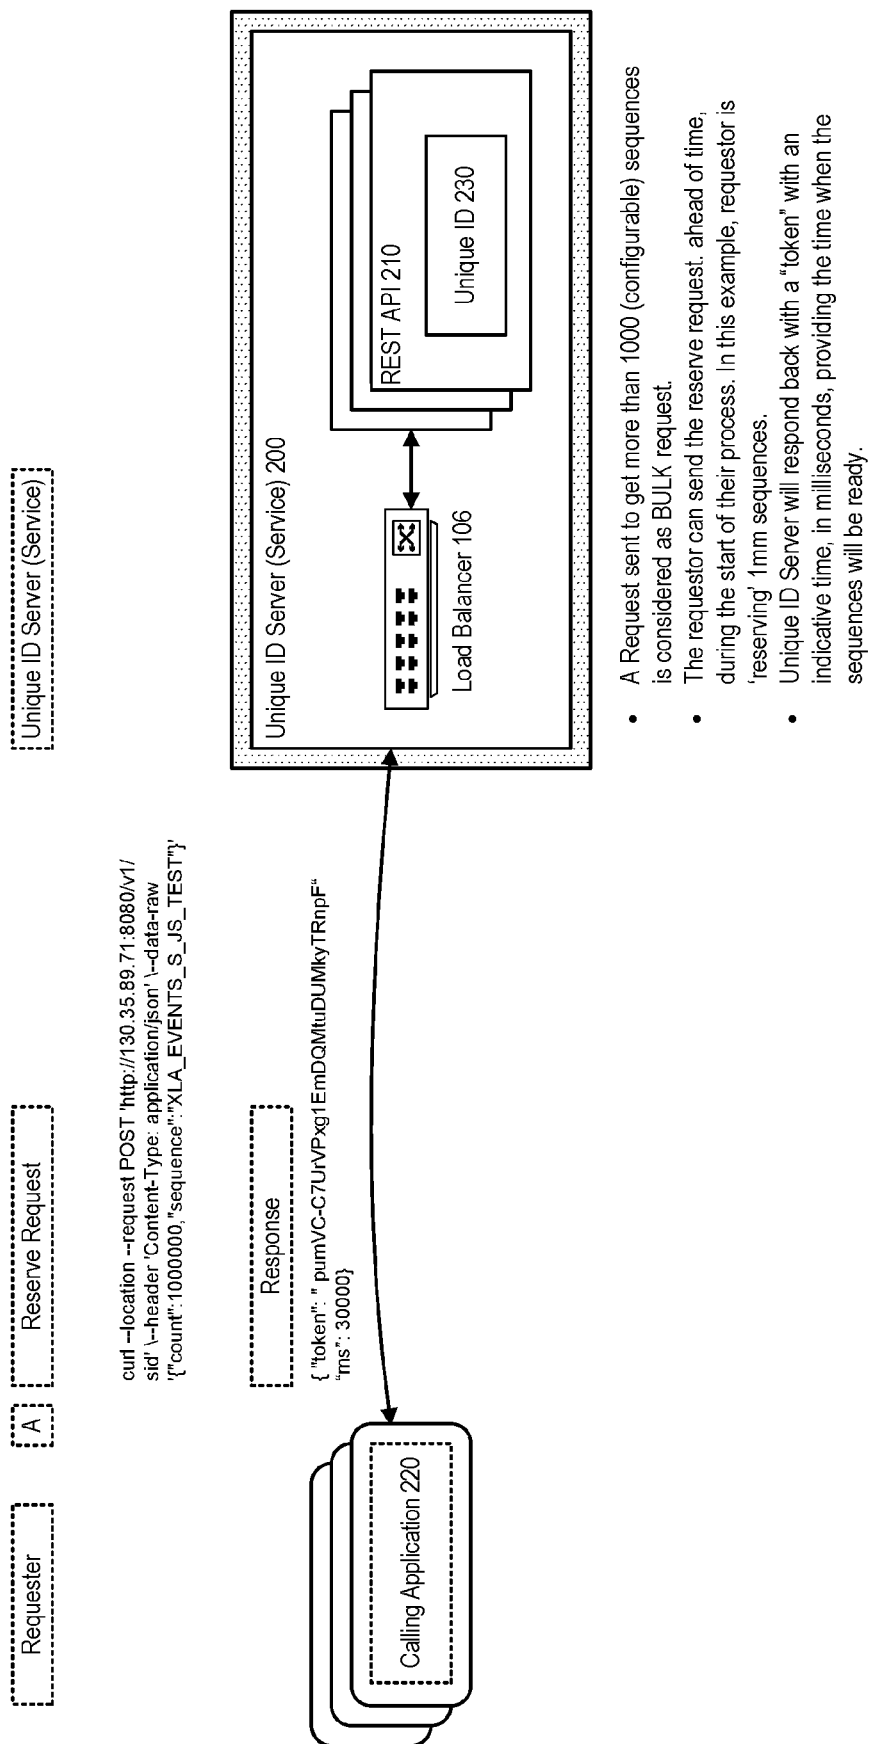 Requester
A
Reserve Request
Unique ID Server (Service)
curl --location --request POST 'http://130.35.89.71:8080/v1/
sid' \--header 'Content-Type: application/json' \--data-raw
'{"count":1000000,"sequence":"XLA_EVENTS_S_JS_TEST"}'
Response
{ "token": " pumVC-C7UrVPxg1EmDQMtuDUMkyTRnpF“
“ms”: 30000}
Calling Application 220
Unique ID Server (Service) 200
Load Balancer 106
REST API 210
Unique ID 230
• A Request sent to get more than 1000 (configurable) sequences
is considered as BULK request.
• The requestor can send the reserve request. ahead of time,
during the start of their process. In this example, requestor is
‘reserving’ 1mm sequences.
• Unique ID Server will respond back with a “token” with an
indicative time, in milliseconds, providing the time when the
sequences will be ready.